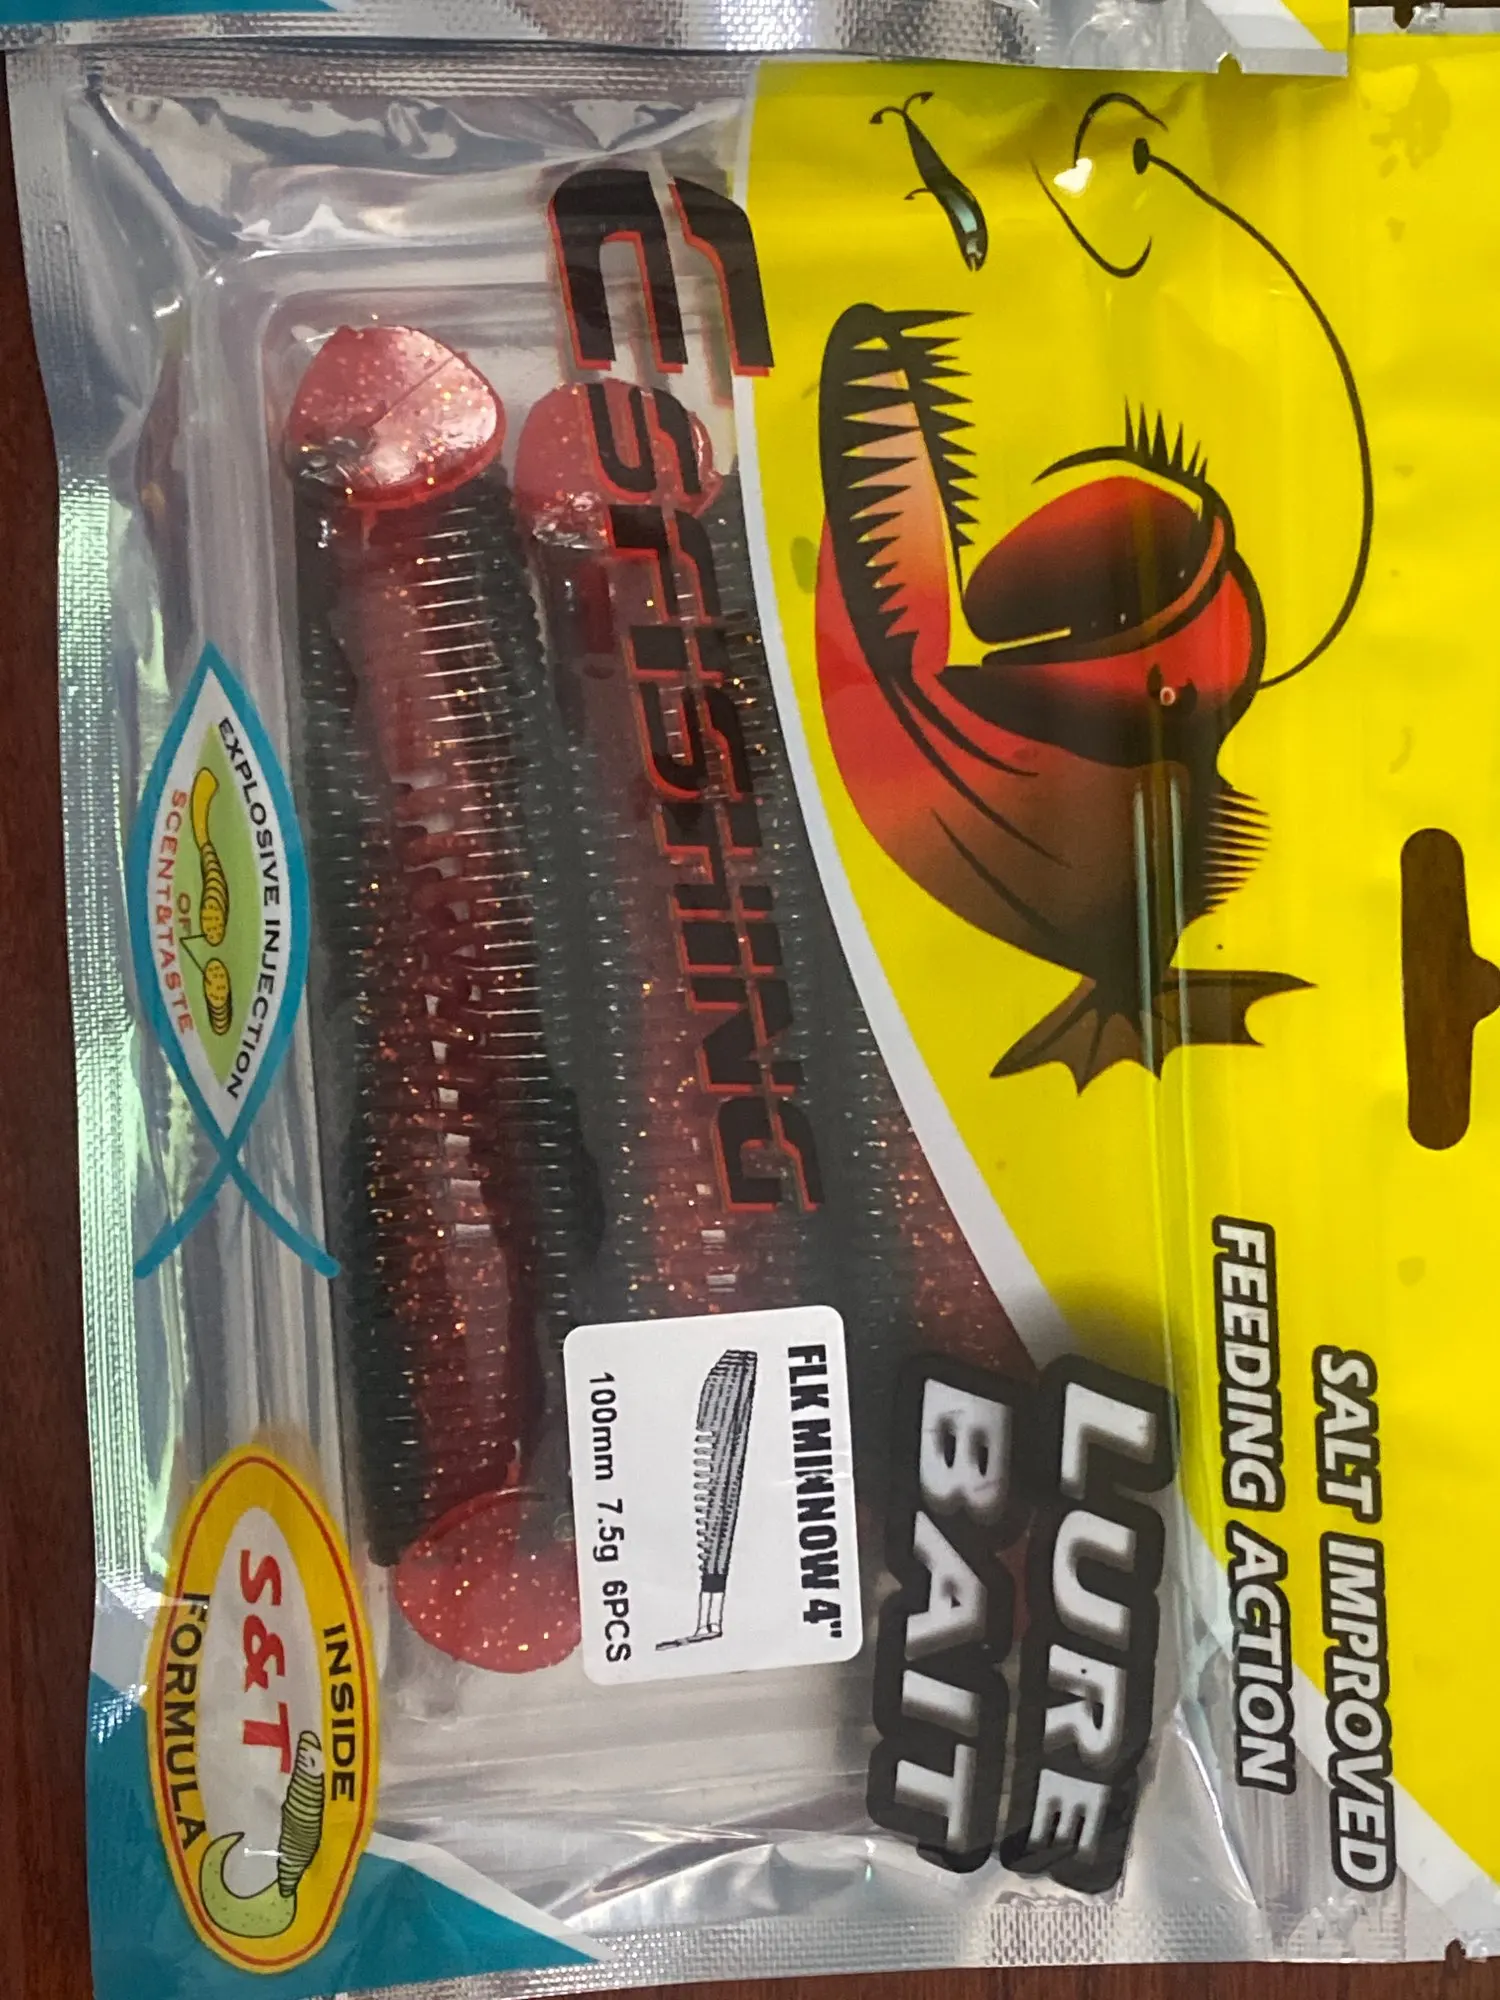 ESFISHING
LURE
BAIT
SALT IMPROVED
FEEDING ACTION
FLK MINNOW 4"
100mm 7.5g 6PCS
EXPLOSIVE INJECTION
OF
SCENT&TASTE
INSIDE
S&T
FORMULA